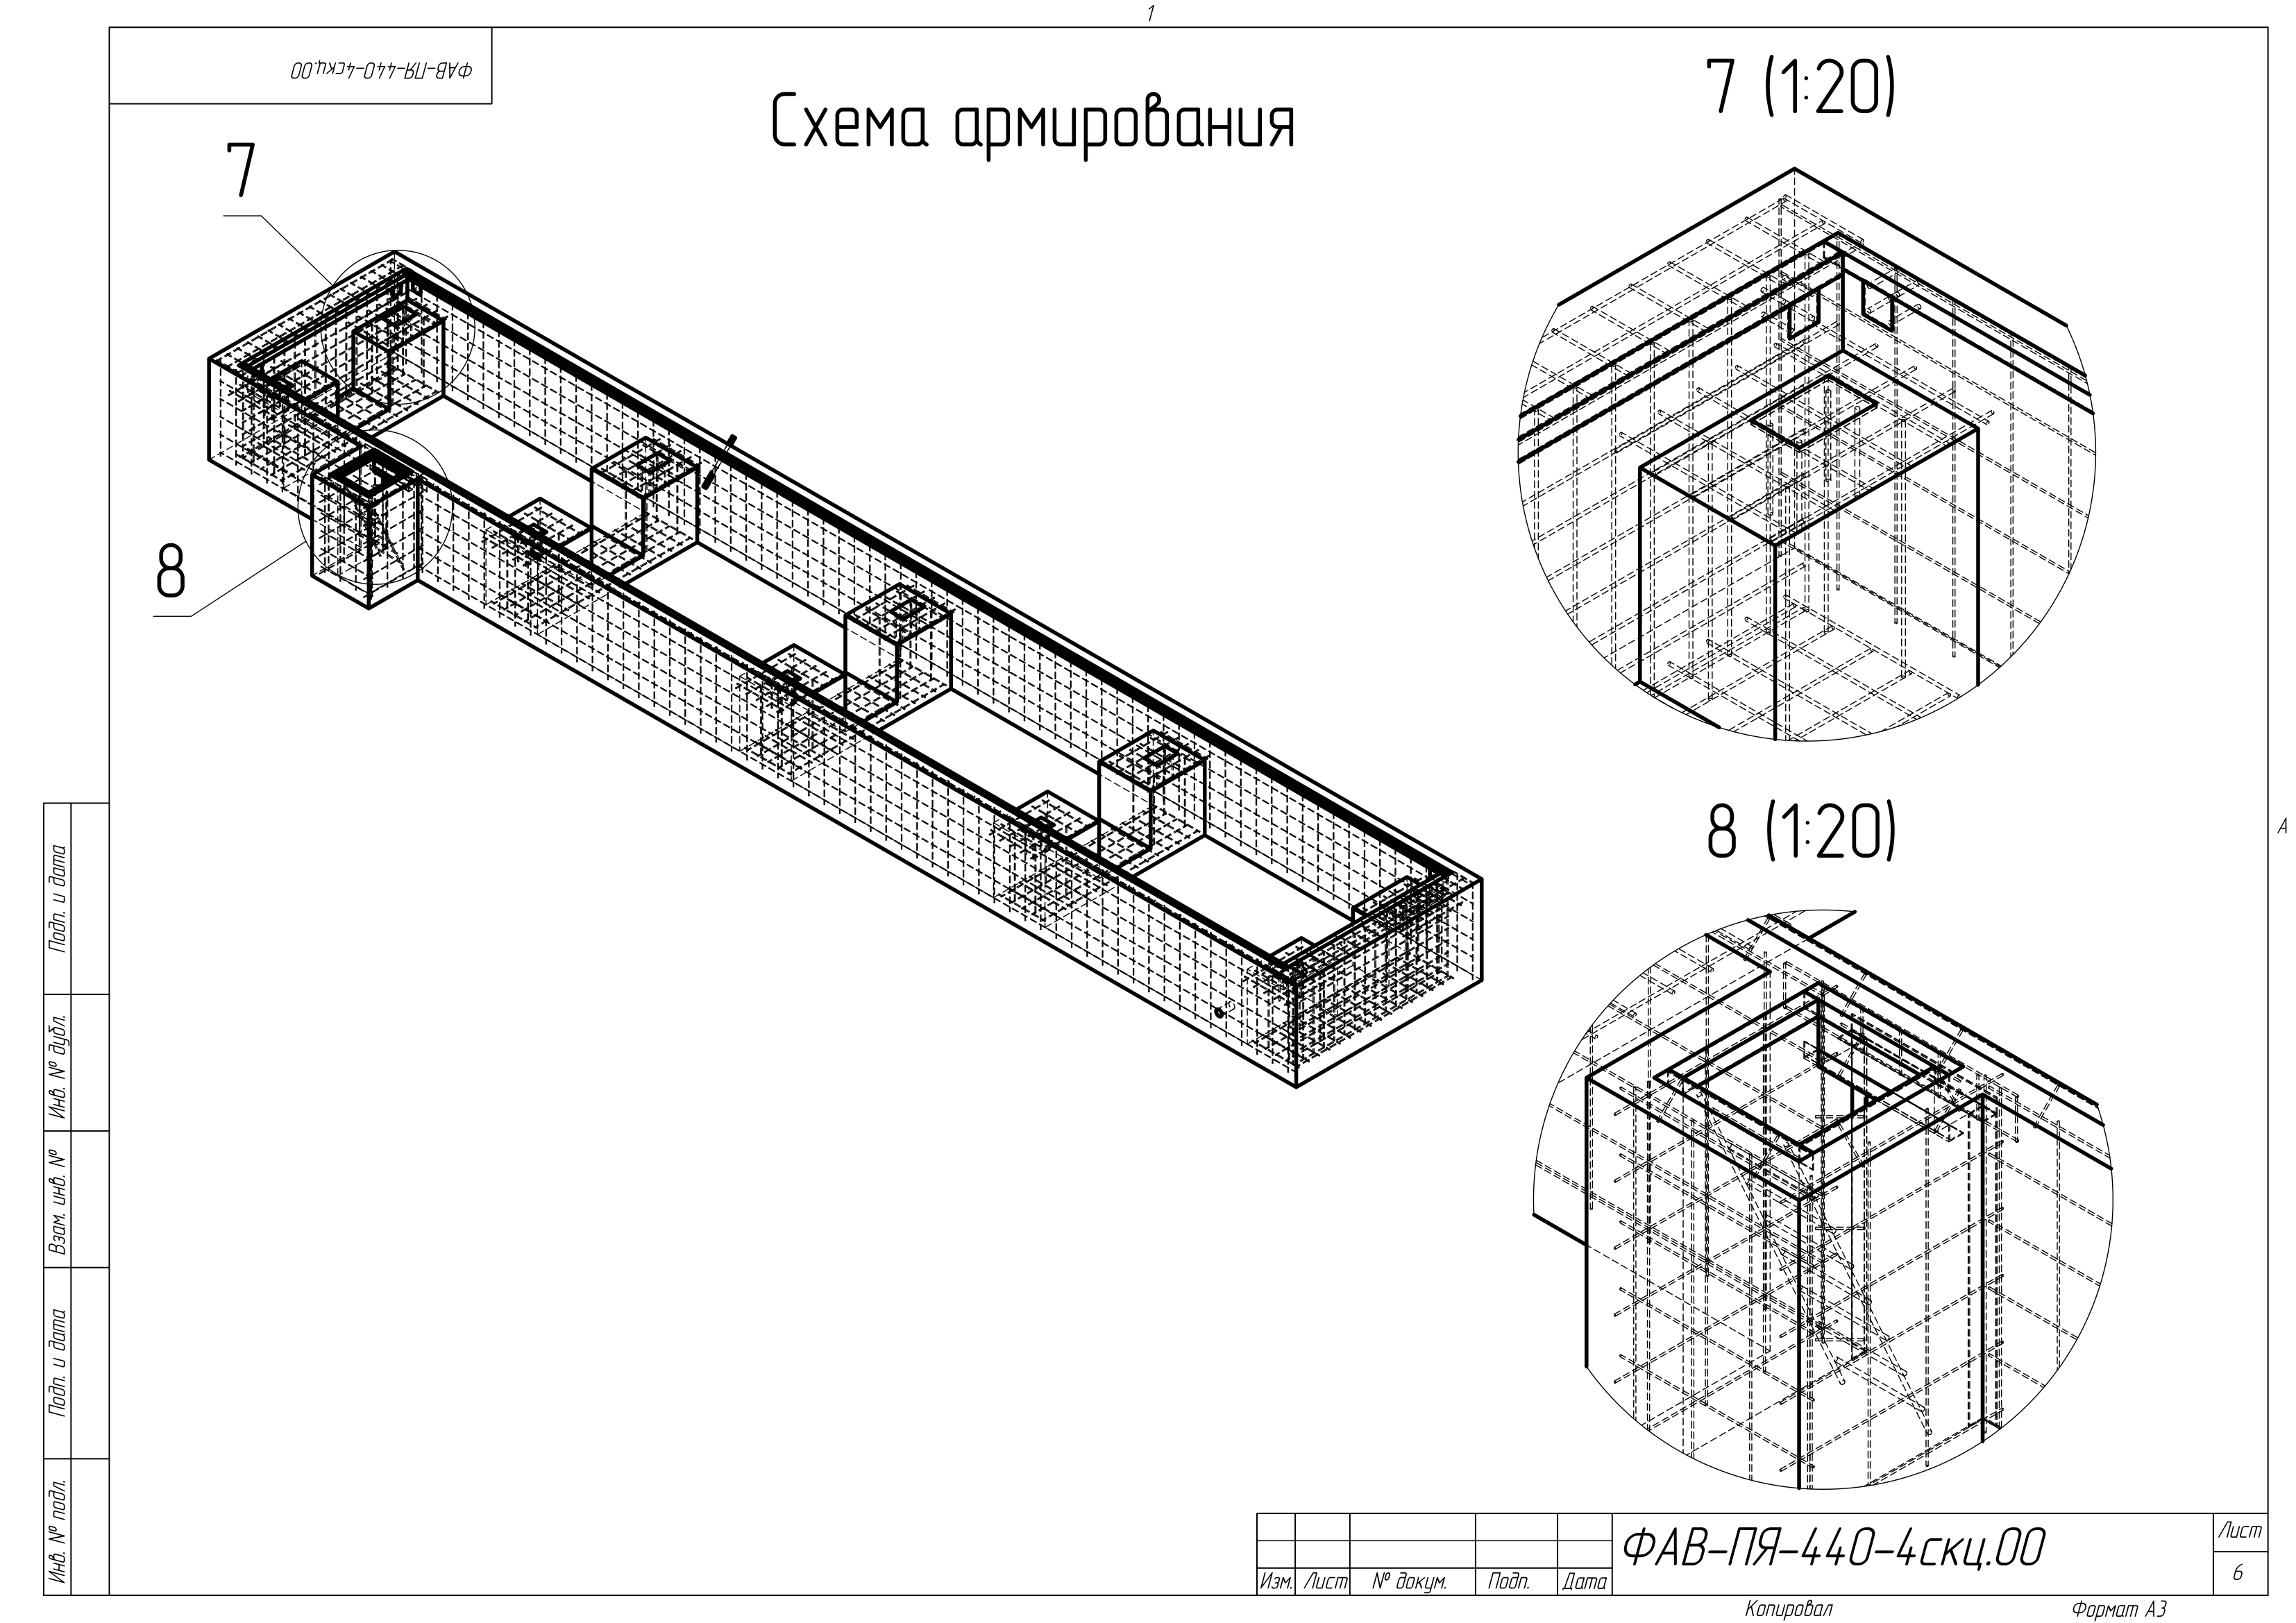 1
ФАВ-ПЯ-440-4скц.00
Схема армирования
7 (1:20)
7
8
8 (1:20)
А
Подп. и дата
Инв. № дубл.
Взам. инв. №
Подп. и дата
Инв. № подл.
Изм. Лист № докум. Подп. Дата
ФАВ-ПЯ-440-4скц.00
Лист
6
Копировал
Формат А3